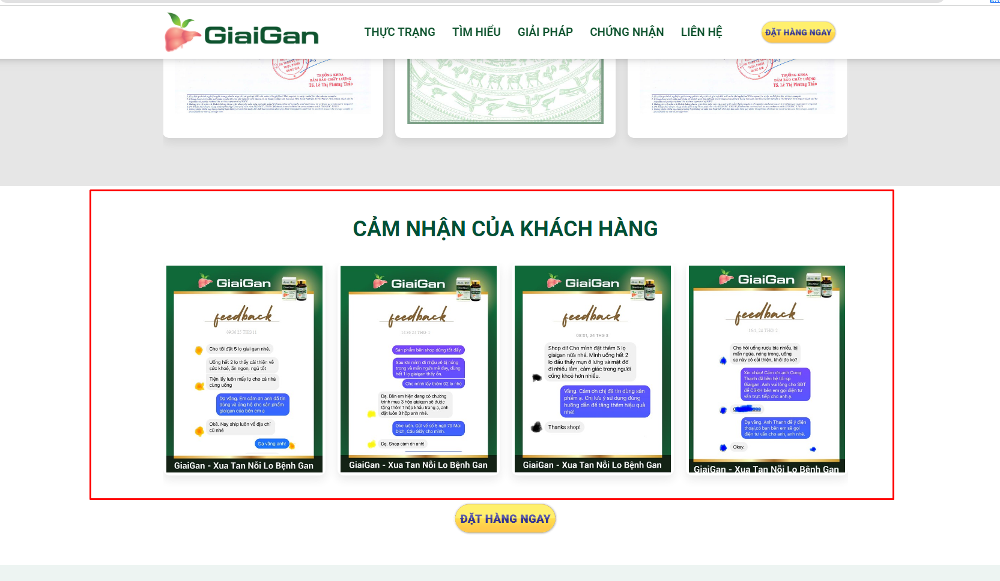 GiaiGan
THỰC TRẠNG TÌM HIỂU GIẢI PHÁP CHỨNG NHẬN LIÊN HỆ
ĐẶT HÀNG NGAY
TRƯỞNG KHOA
ĐẢM BẢO CHẤT LƯỢNG
TS. Lê Thị Phương Thảo
TRƯỞNG KHOA
ĐẢM BẢO CHẤT LƯỢNG
TS. Lê Thị Phương Thảo
CẢM NHẬN CỦA KHÁCH HÀNG
GiaiGan
feedback
Cho tôi đặt 5 lọ giai gan nhé.
Uống hết 2 lọ thấy cải thiện về
sức khoẻ, ăn ngon, ngủ tốt
Tiện lấy luôn mấy lọ cho cả nhà
cùng uống
Dạ vâng. Em cảm ơn anh đã tin
dùng và ủng hộ cho sản phẩm
giaigan của bên em ạ
Okê. Nay ship luôn về địa chỉ
cũ nhé
Dạ vâng anh!
GiaiGan - Xua Tan Nỗi Lo Bệnh Gan
GiaiGan
feedback
14:36 24 THG 1
Sản phẩm bên shop dùng tốt đấy.
Sau khi mình đi nhậu về bị nóng
trong và mẩn ngứa mề đay, dùng
hết 1 lọ giaigan thấy ổn.
Cho mình lấy thêm 02 lọ nhé
Dạ. Bên em hiện đang có chương
trình mua 3 hộp giaigan sẽ được
tặng thêm 1 hộp khẩu trang ạ, anh
đặt luôn 3 hộp anh nhé.
Oke luôn. Gửi về số 5 ngõ 79 Mai
Dịch, Cầu Giấy cho mình.
Dạ. Shop cảm ơn anh!
GiaiGan - Xua Tan Nỗi Lo Bệnh Gan
GiaiGan
feedback
08:01, 24 THG 3
Shop ơi! Cho mình đặt thêm 5 lọ
giaigan nữa nhé. Mình uống hết 2
lọ đầu thấy mụn ở lưng và mặt đỡ
đi nhiều lắm, cảm giác trong người
cũng khoẻ hơn nhiều.
Vâng. Cảm ơn chị đã tin dùng sản
phẩm ạ. Chị lưu ý sử dụng đúng
hướng dẫn để tăng thêm hiệu quả
nhé!
Thanks shop!
GiaiGan - Xua Tan Nỗi Lo Bệnh Gan
GiaiGan
feedback
16:1, 24 THG 2
Cho hỏi uống rượu bia nhiều, bị
mẩn ngứa, nóng trong, uống
sp này có cải thiện, khỏi đc ko?
Xin chào! Cảm ơn anh Cong
Thanh đã liên hệ tới sp
Giaigan. Anh vui lòng cho SĐT
để CSKH bên em gọi điện tư
vấn trực tiếp cho anh ạ.
Dạ vâng. Anh Thanh để ý điện
thoại,có bạn bên em sẽ gọi
điện tư vấn cho anh, anh nhé.
Okay.
GiaiGan - Xua Tan Nỗi Lo Bệnh Gan
ĐẶT HÀNG NGAY